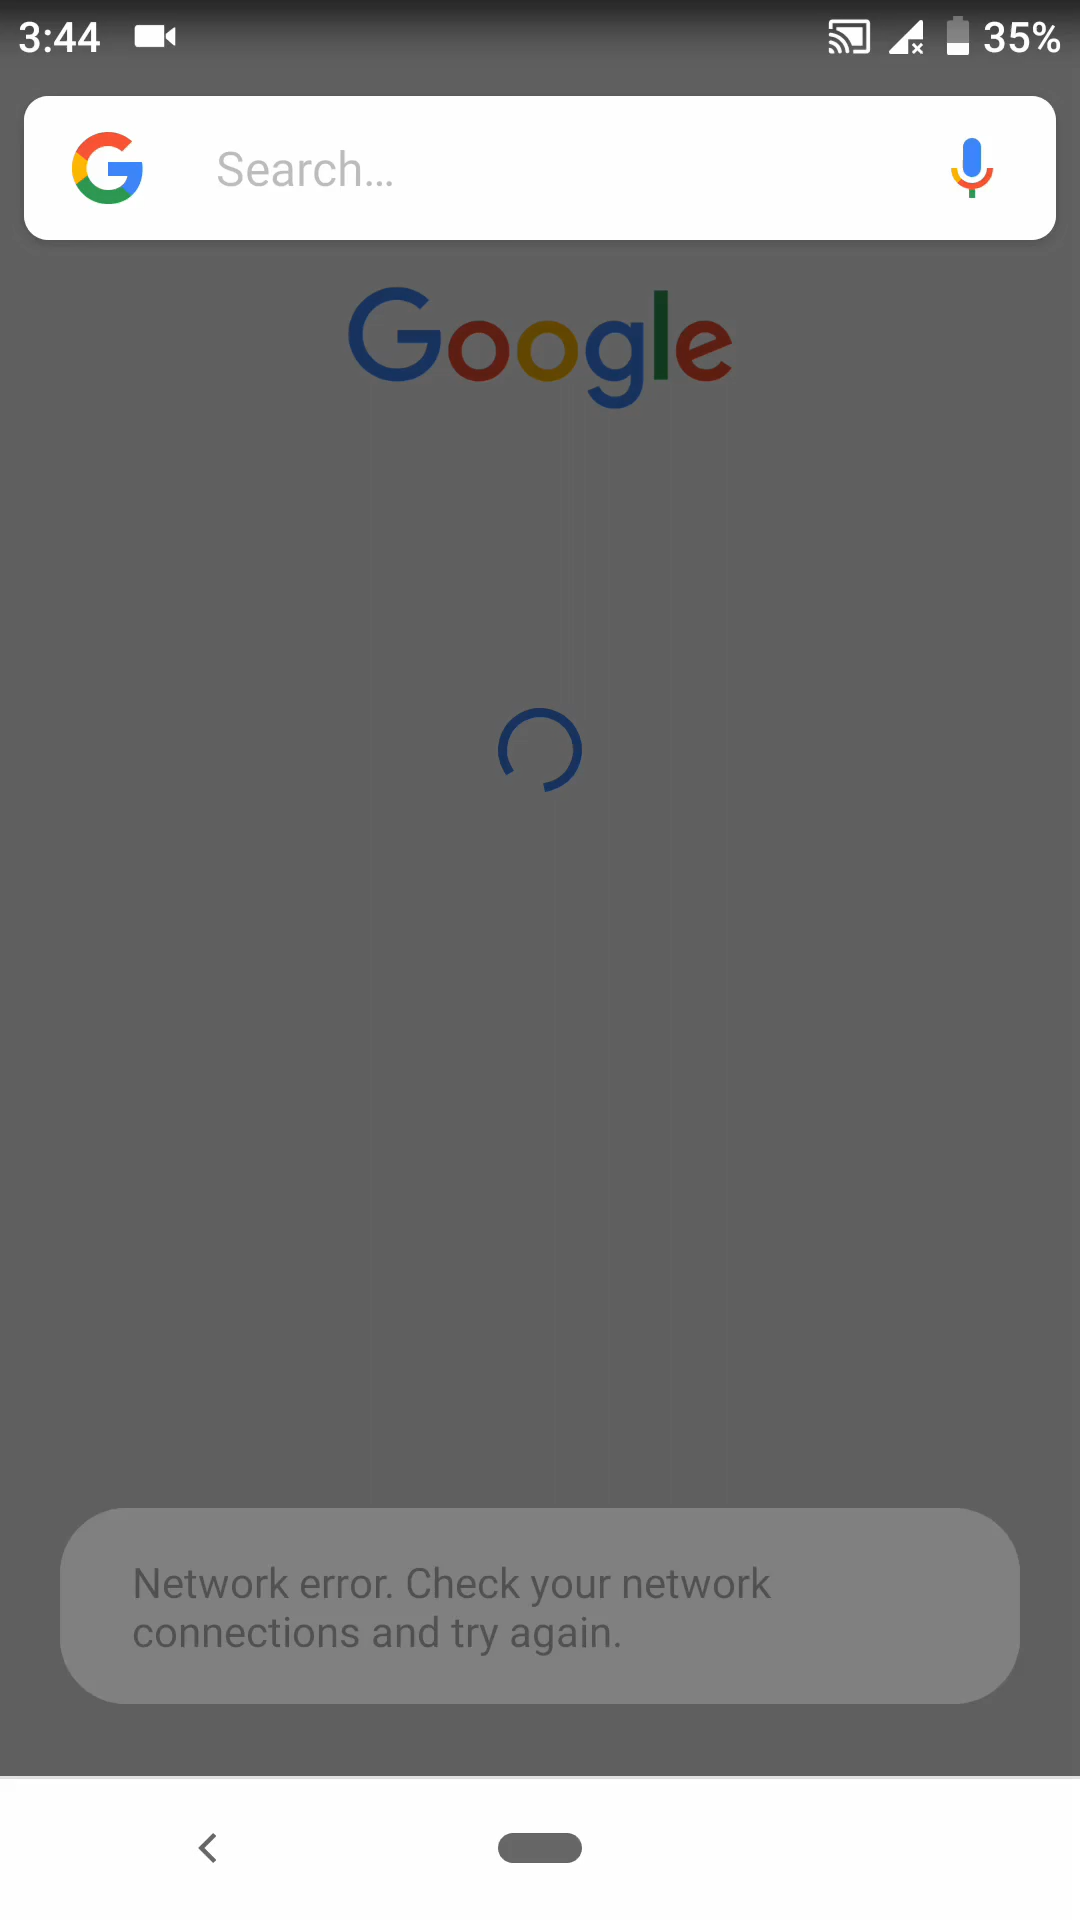 3:44
35%
Search...
Google
Network error. Check your network
connections and try again.